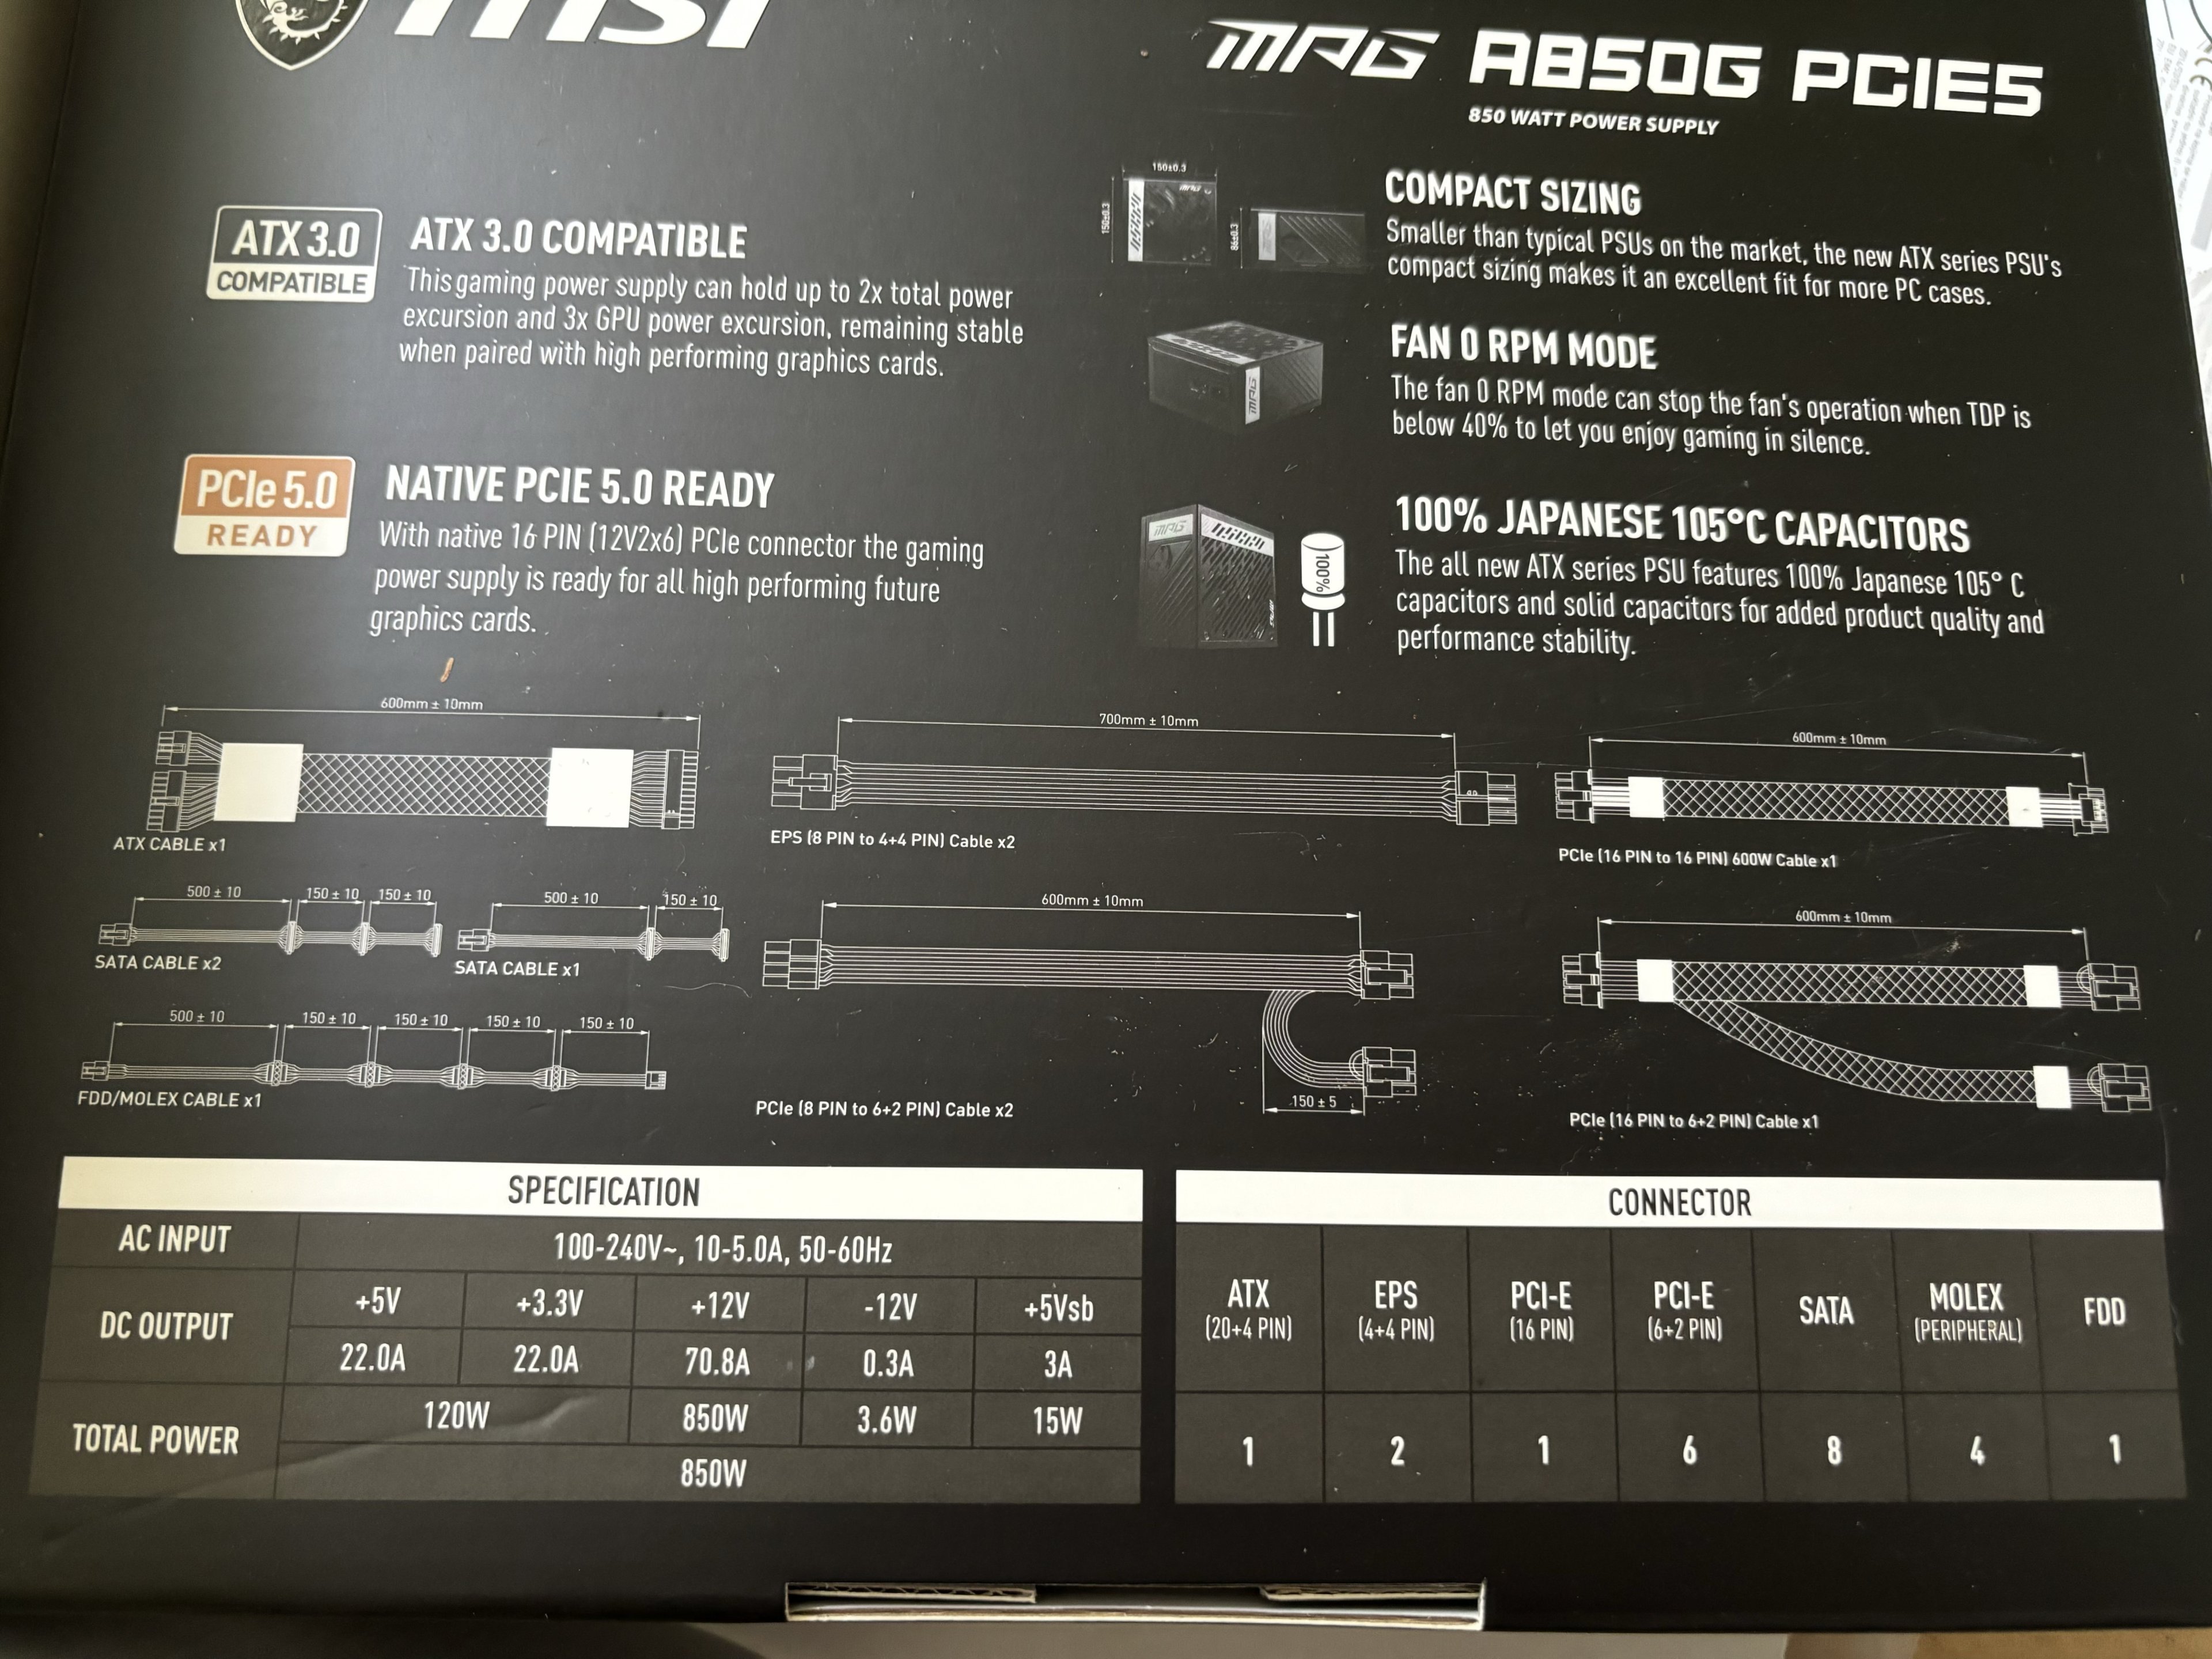 msi
MPG A850G PCIE5
850 WATT POWER SUPPLY
ATX 3.0
COMPATIBLE
ATX 3.0 COMPATIBLE
This gaming power supply can hold up to 2x total power
excursion and 3x GPU power excursion, remaining stable
when paired with high performing graphics cards.
PCIe 5.0
READY
NATIVE PCIE 5.0 READY
With native 16 PIN (12V2x6) PCIe connector the gaming
power supply is ready for all high performing future
graphics cards.
150±0.3
150±0.3
86±0.3
COMPACT SIZING
Smaller than typical PSUs on the market, the new ATX series PSU's
compact sizing makes it an excellent fit for more PC cases.
MPG
FAN 0 RPM MODE
The fan 0 RPM mode can stop the fan's operation when TDP is
below 40% to let you enjoy gaming in silence.
MPG
100%
100% JAPANESE 105°C CAPACITORS
The all new ATX series PSU features 100% Japanese 105° C
capacitors and solid capacitors for added product quality and
performance stability.
600mm ± 10mm
ATX CABLE x1
700mm ± 10mm
EPS (8 PIN to 4+4 PIN) Cable x2
600mm ± 10mm
PCIe (16 PIN to 16 PIN) 600W Cable x1
500 ± 10 150 ± 10 150 ± 10
SATA CABLE x2
500 ± 10 150 ± 10
SATA CABLE x1
500 ± 10 150 ± 10 150 ± 10 150 ± 10 150 ± 10
FDD/MOLEX CABLE x1
600mm ± 10mm
150 ± 5
PCIe (8 PIN to 6+2 PIN) Cable x2
600mm ± 10mm
PCIe (16 PIN to 6+2 PIN) Cable x1
SPECIFICATION
AC INPUT 100-240V~, 10-5.0A, 50-60Hz
DC OUTPUT +5V +3.3V +12V -12V +5Vsb
22.0A 22.0A 70.8A 0.3A 3A
TOTAL POWER 120W 850W 3.6W 15W
850W
CONNECTOR
ATX EPS PCI-E PCI-E SATA MOLEX FDD
(20+4 PIN) (4+4 PIN) (16 PIN) (6+2 PIN) (PERIPHERAL)
1 2 1 6 8 4 1